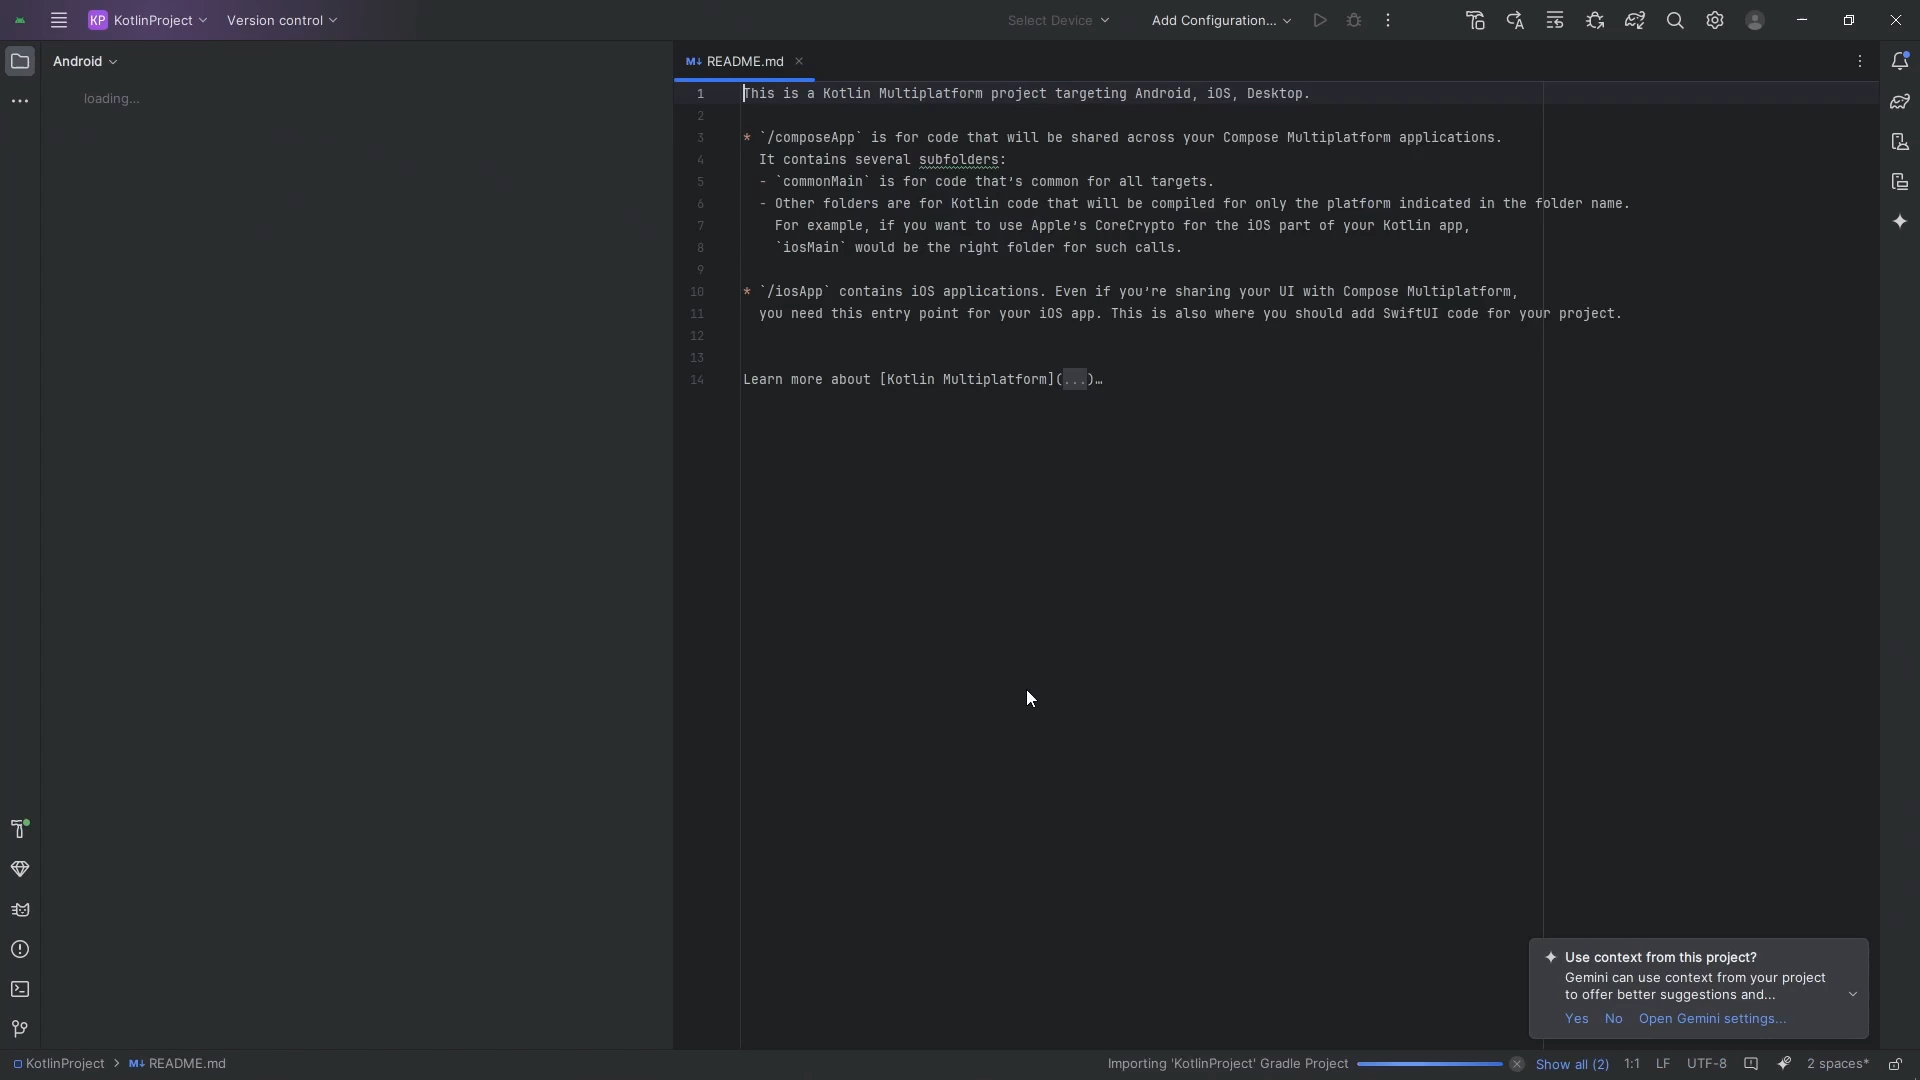 KP KotlinProject
Version control
Select Device
Add Configuration...
Android
loading...
M↓ README.md
1 This is a Kotlin Multiplatform project targeting Android, iOS, Desktop.
2
3 * `/composeApp` is for code that will be shared across your Compose Multiplatform applications.
4 It contains several subfolders:
5 - `commonMain` is for code that's common for all targets.
6 - Other folders are for Kotlin code that will be compiled for only the platform indicated in the folder name.
7 For example, if you want to use Apple's CoreCrypto for the iOS part of your Kotlin app,
8 `iosMain` would be the right folder for such calls.
9
10 * `/iosApp` contains iOS applications. Even if you're sharing your UI with Compose Multiplatform,
11 you need this entry point for your iOS app. This is also where you should add SwiftUI code for your project.
12
13
14 Learn more about [Kotlin Multiplatform](...)…
Use context from this project?
Gemini can use context from your project
to offer better suggestions and...
Yes No Open Gemini settings...
KotlinProject > M↓ README.md
Importing 'KotlinProject' Gradle Project
Show all (2)
1:1
LF
UTF-8
2 spaces*